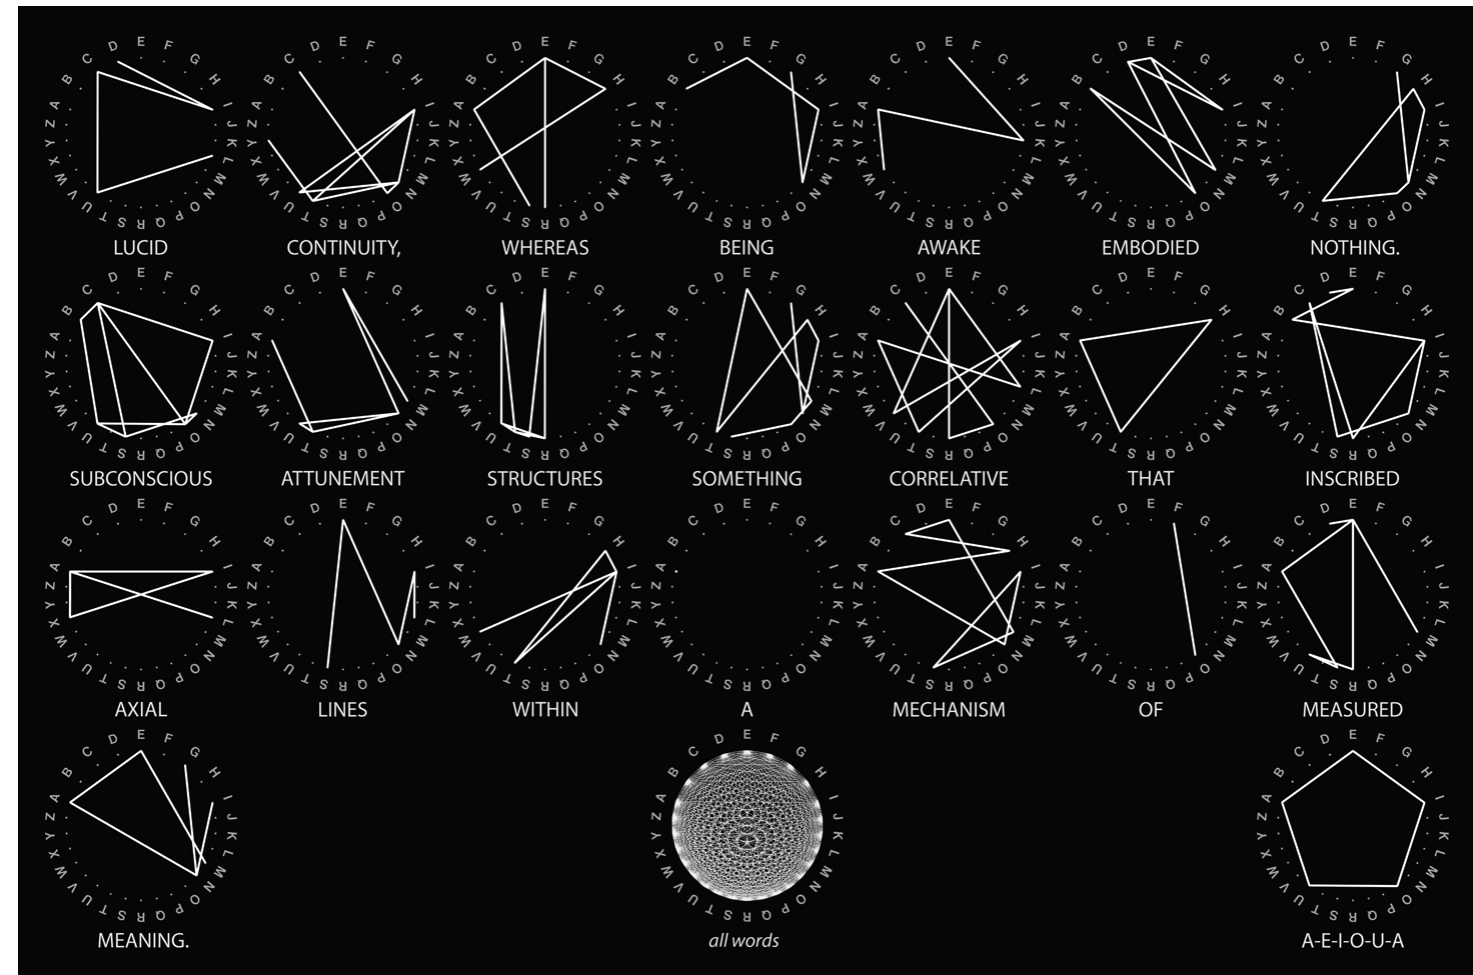 LUCID CONTINUITY, WHEREAS BEING AWAKE EMBODIED NOTHING.
SUBCONSCIOUS ATTUNEMENT STRUCTURES SOMETHING CORRELATIVE THAT INSCRIBED
AXIAL LINES WITHIN A MECHANISM OF MEASURED
MEANING. all words A-E-I-O-U-A